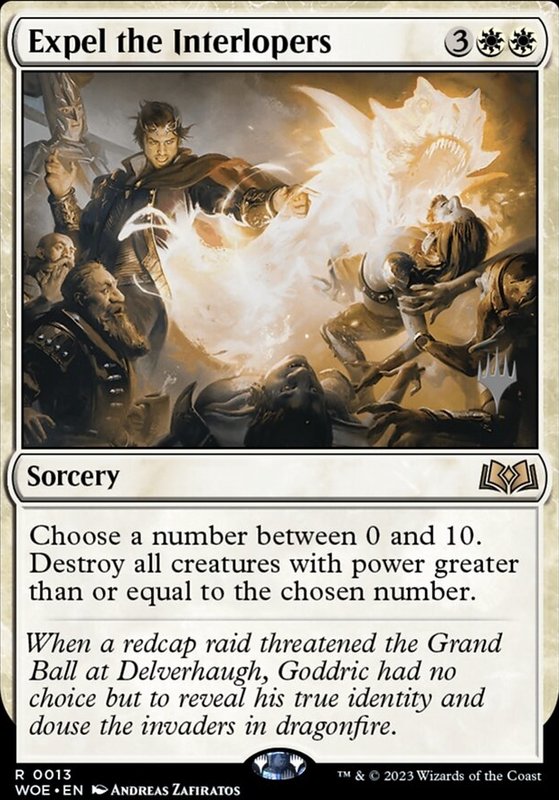 Expel the Interlopers 3
Sorcery
Choose a number between 0 and 10.
Destroy all creatures with power greater
than or equal to the chosen number.
When a redcap raid threatened the Grand
Ball at Delverhaugh, Goddric had no
choice but to reveal his true identity and
douse the invaders in dragonfire.
R 0013
WOE • EN Andreas Zafiratos
™ & © 2023 Wizards of the Coast